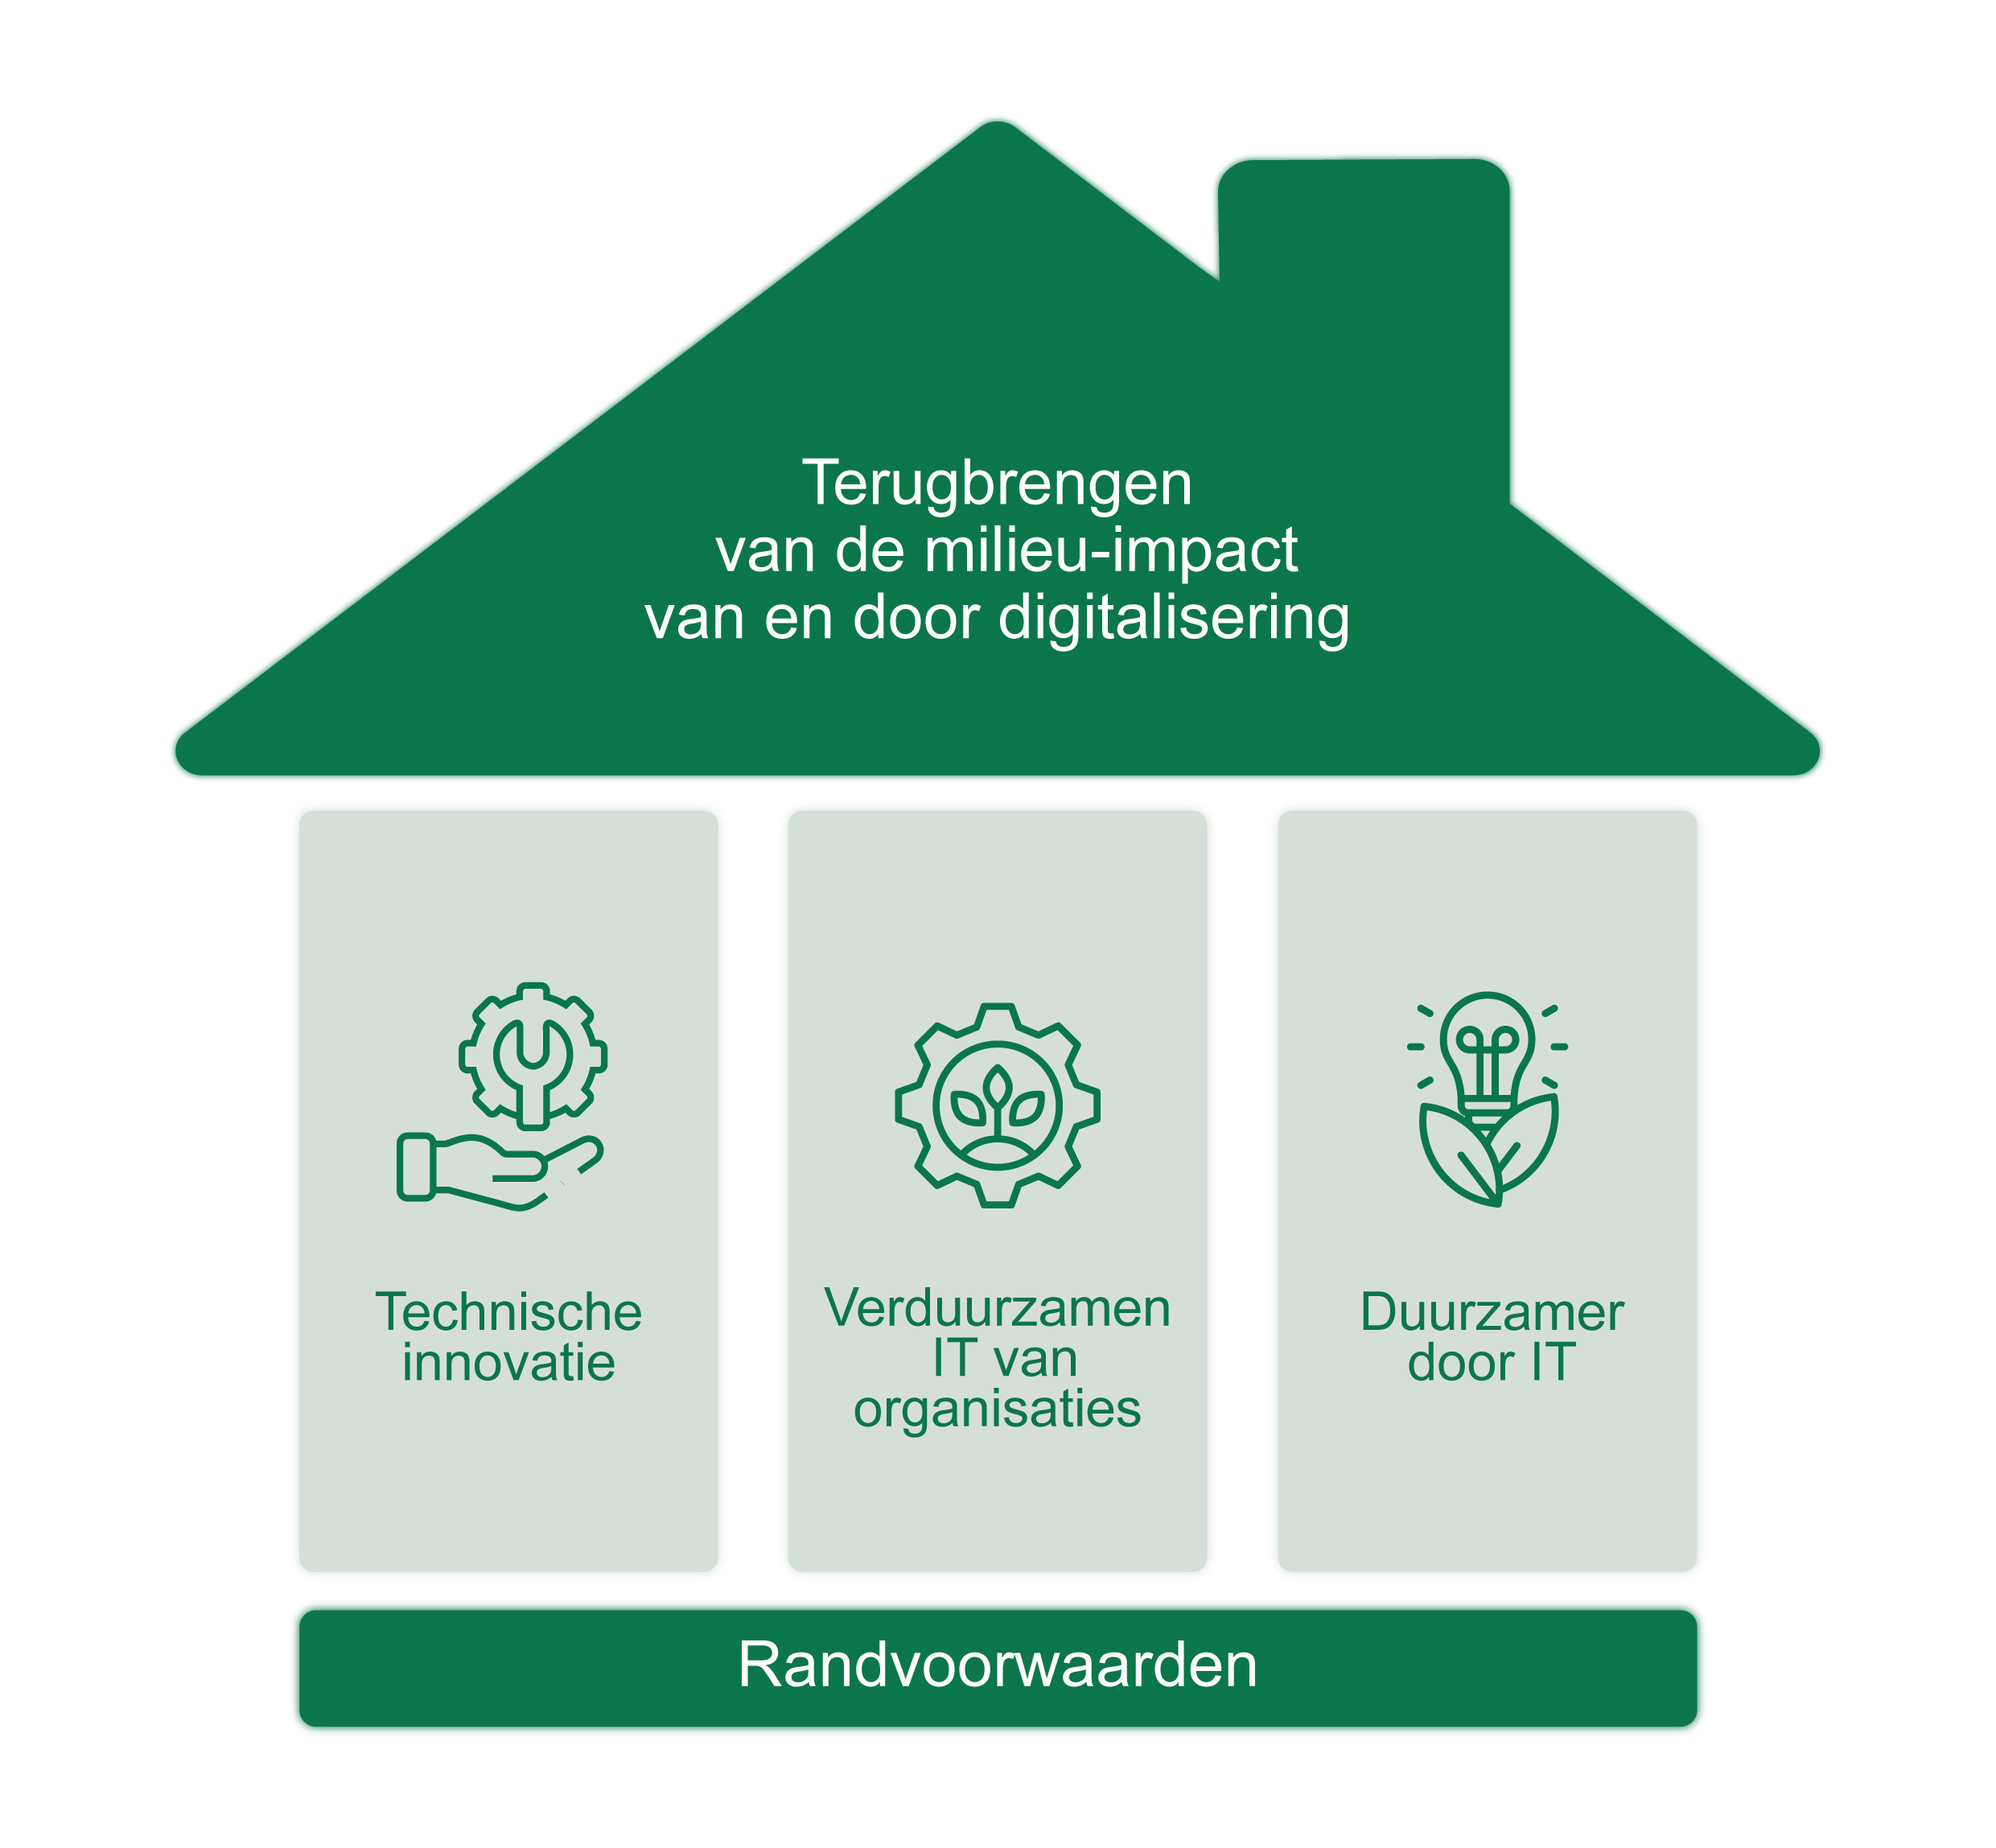 Terugbrengen
van de milieu-impact
van en door digitalisering
Technische
innovatie
Verduurzamen
IT van
organisaties
Duurzamer
door IT
Randvoorwaarden